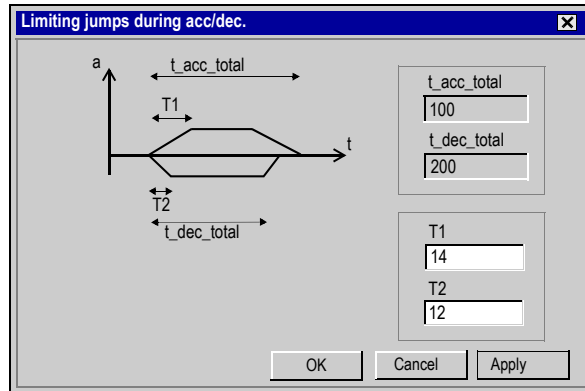 Limiting jumps during acc/dec.
a
t_acc_total
T1
t
T2
t_dec_total
t_acc_total
100
t_dec_total
200
T1
14
T2
12
OK
Cancel
Apply